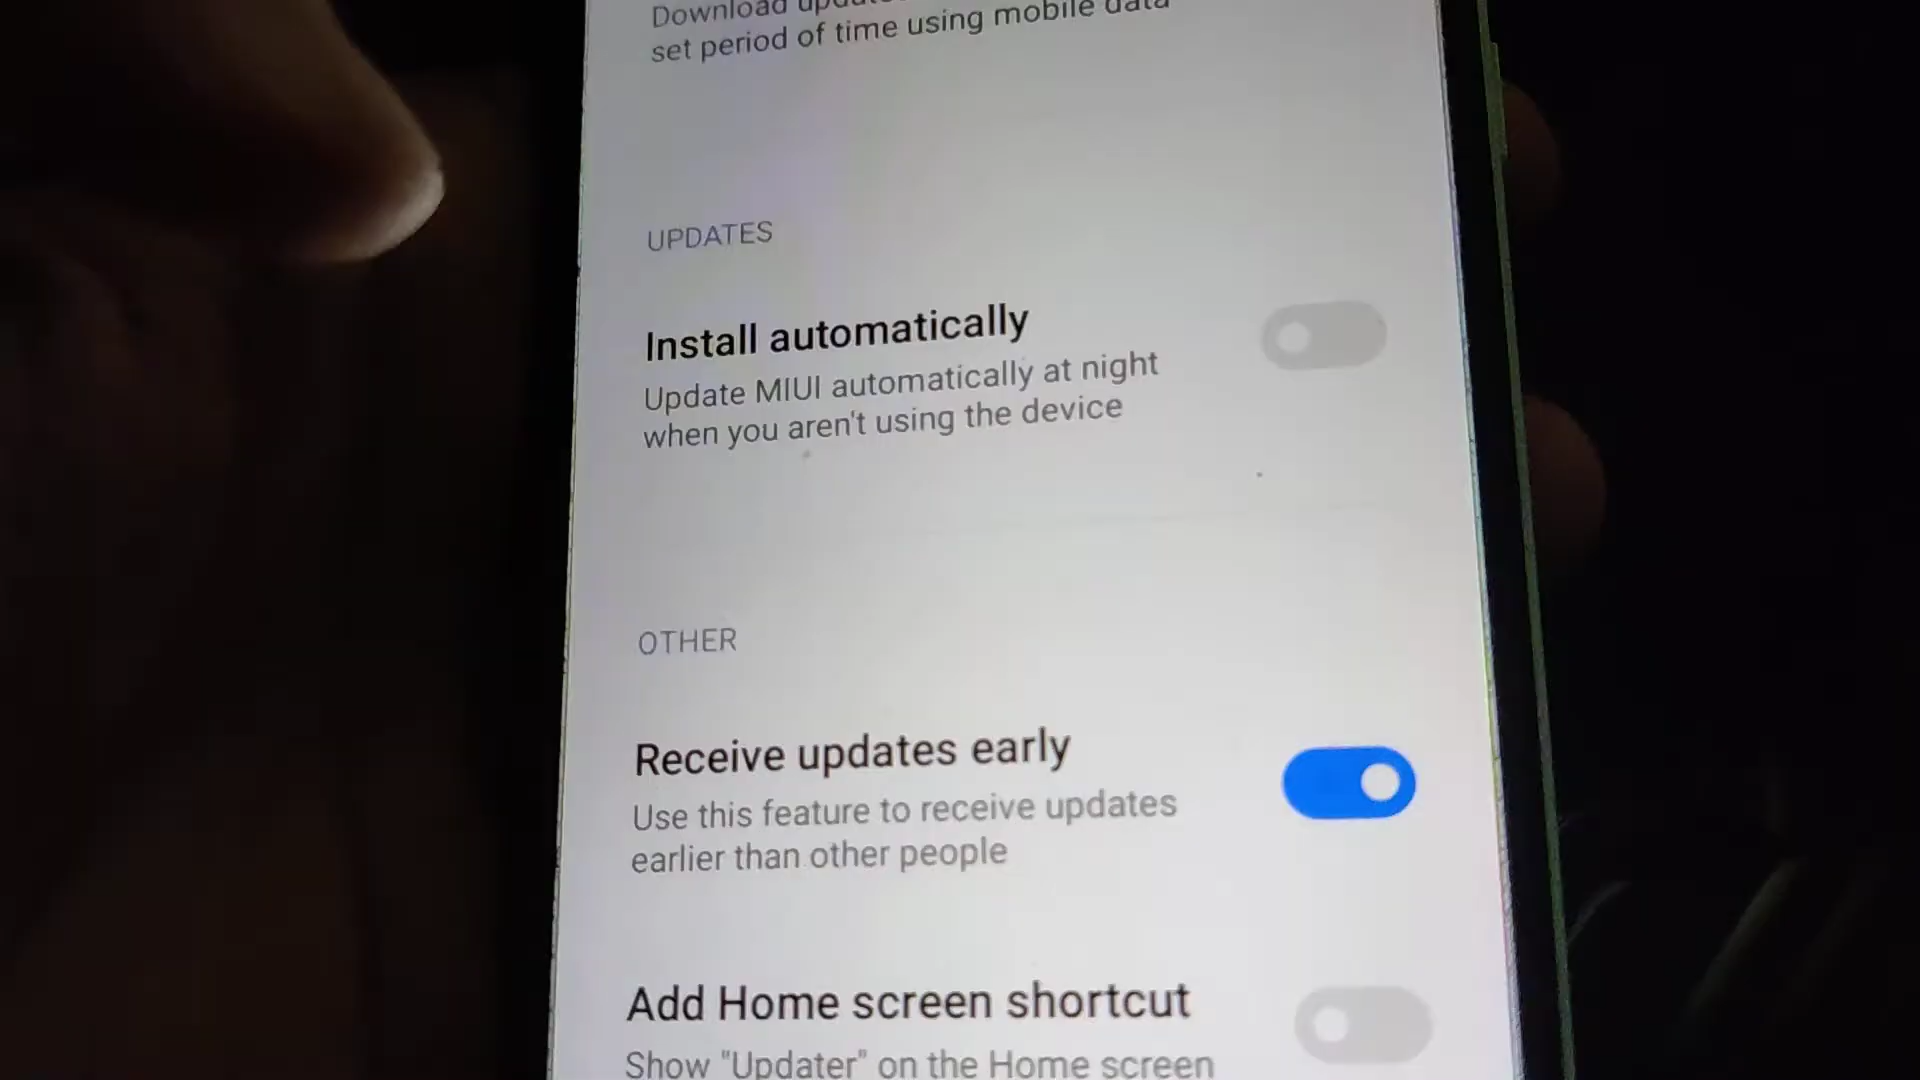 Download
set period of time using mobile data
UPDATES
Install automatically
Update MIUI automatically at night
when you aren't using the device
OTHER
Receive updates early
Use this feature to receive updates
earlier than other people
Add Home screen shortcut
Show "Updater" on the Home screen